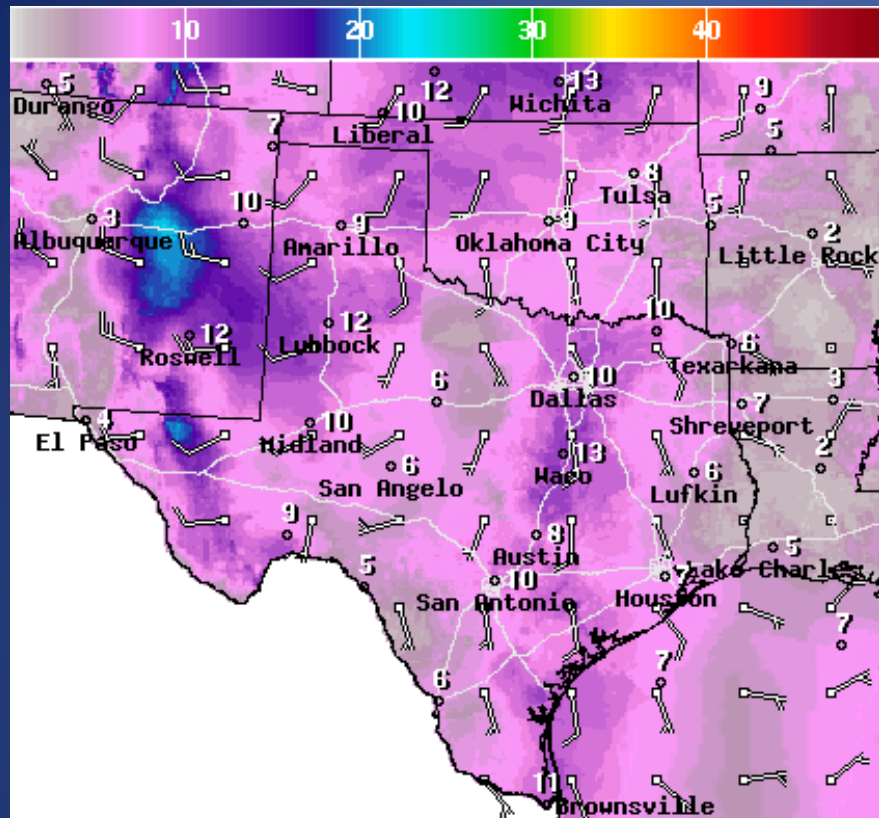 10 20 30 40
5 12 13 9
Durango Wichita
10
Liberal
7 5
8
Tulsa
3 10 9 9 5 2
Albuquerque Amarillo Oklahoma City Little Rock
12 12 10 6
Roswell Lubbock Texarkana
10
Dallas
6 7 3
4 10 Shreveport
El Paso Midland
6 13 6 2
San Angelo Waco Lufkin
9 8 5
Austin
5 10 7 Lake Charles
San Antonio Houston
7
6 7
11
Brownsville